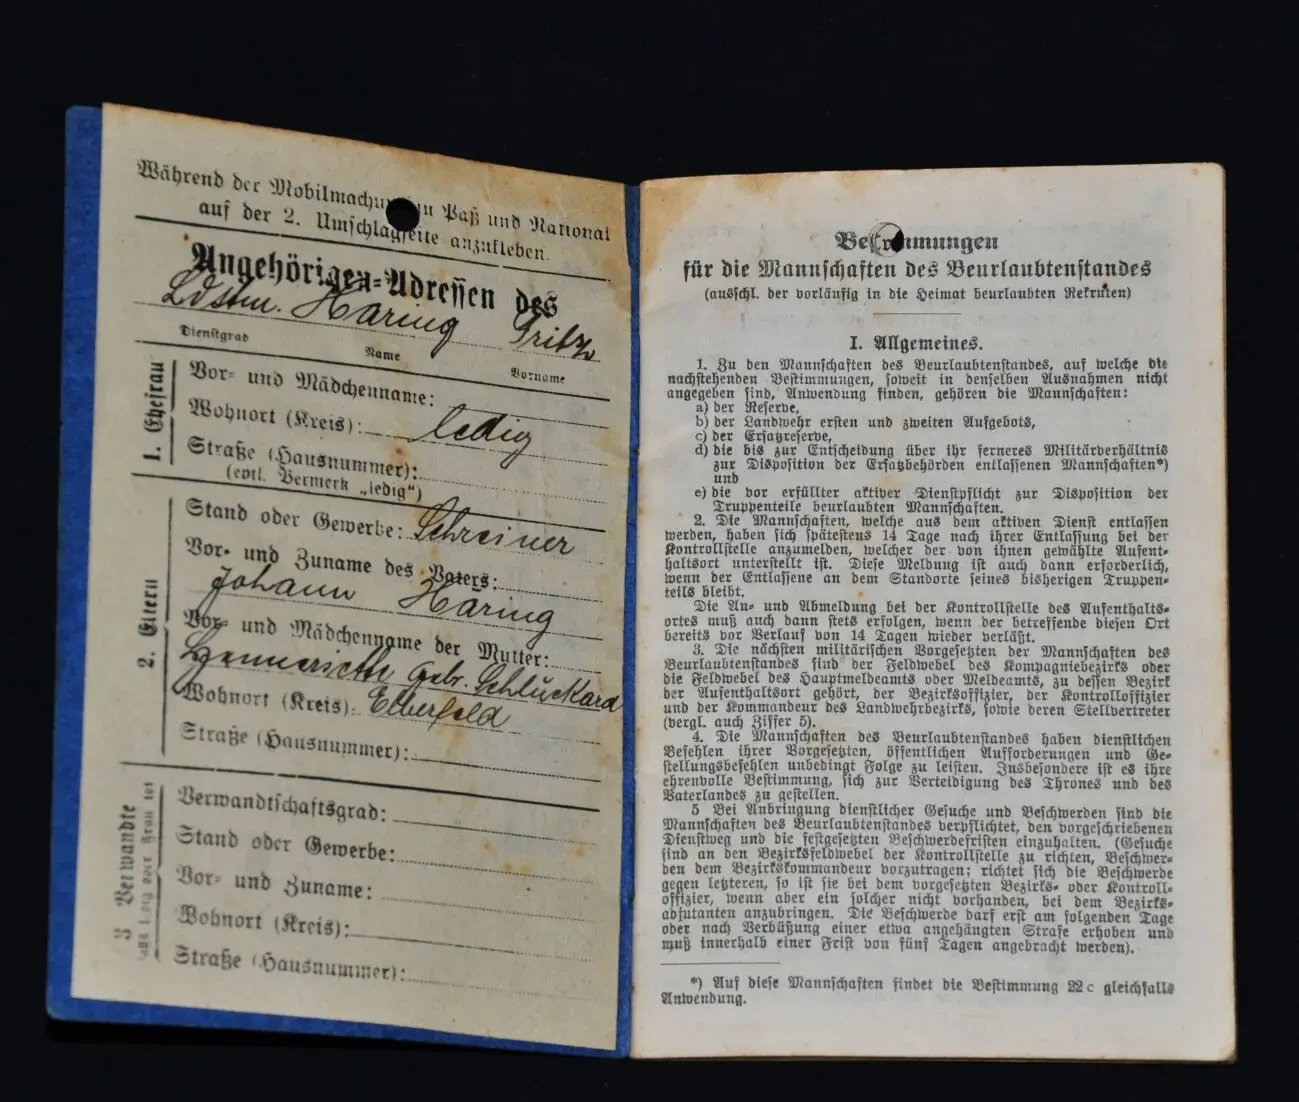 Während der Mobilmachung in Paß und National
auf der 2. Umschlagseite anzukleben.
Angehörigen-Adressen des
Ldstm. Häring Fritz
Dienstgrad Name Vorname
1. Ehefrau
Vor- und Mädchenname:
Wohnort (Kreis): ledig
Straße (Hausnummer):
(evtl. Vermerk „ledig“)
2. Eltern
Stand oder Gewerbe: Schreiner
Vor- und Zuname des Vaters:
Johann Häring
Vor- und Mädchenname der Mutter:
geb. Schluckard
Wohnort (Kreis): Elberfeld
Straße (Hausnummer):
3 Verwandte
falls ledig oder Frau tot
Verwandtschaftsgrad:
Stand oder Gewerbe:
Vor- und Zuname:
Wohnort (Kreis):
Straße (Hausnummer):
Bestimmungen
für die Mannschaften des Beurlaubtenstandes
(ausschl. der vorläufig in die Heimat beurlaubten Rekruten)
I. Allgemeines.
1. Zu den Mannschaften des Beurlaubtenstandes, auf welche die
nachstehenden Bestimmungen, soweit in denselben Ausnahmen nicht
angegeben sind, Anwendung finden, gehören die Mannschaften:
a) der Reserve,
b) der Landwehr ersten und zweiten Aufgebots,
c) der Ersatzreserve,
d) die bis zur Entscheidung über ihr ferneres Militärverhältnis
zur Disposition der Ersatzbehörden entlassenen Mannschaften*)
und
e) die vor erfüllter aktiver Dienstpflicht zur Disposition der
Truppenteile beurlaubten Mannschaften.
2. Die Mannschaften, welche aus dem aktiven Dienst entlassen
werden, haben sich spätestens 14 Tage nach ihrer Entlassung bei der
Kontrollstelle anzumelden, welcher der von ihnen gewählte Aufent-
haltsort unterstellt ist. Diese Meldung ist auch dann erforderlich,
wenn der Entlassene an dem Standorte seines bisherigen Truppen-
teils bleibt.
Die An- und Abmeldung bei der Kontrollstelle des Aufenthalts-
ortes muß auch dann stets erfolgen, wenn der betreffende diesen Ort
bereits vor Verlauf von 14 Tagen wieder verläßt.
3. Die nächsten militärischen Vorgesetzten der Mannschaften des
Beurlaubtenstandes sind der Feldwebel des Kompagniebezirks oder
die Feldwebel des Hauptmeldeamts oder Meldeamts, zu dessen Bezirk
der Aufenthaltsort gehört, der Bezirksoffizier, der Kontrolloffizier
und der Kommandeur des Landwehrbezirks, sowie deren Stellvertreter
(vergl. auch Ziffer 5).
4. Die Mannschaften des Beurlaubtenstandes haben dienstlichen
Befehlen ihrer Vorgesetzten, öffentlichen Aufforderungen und Ge-
stellungsbefehlen unbedingt Folge zu leisten. Insbesondere ist es ihre
ehrenvolle Bestimmung, sich zur Verteidigung des Thrones und des
Vaterlandes zu gestellen.
5 Bei Anbringung dienstlicher Gesuche und Beschwerden sind die
Mannschaften des Beurlaubtenstandes verpflichtet, den vorgeschriebenen
Dienstweg und die festgesetzten Beschwerdefristen einzuhalten. (Gesuche
sind an den Bezirksfeldwebel der Kontrollstelle zu richten, Beschwer-
den dem Bezirkskommandeur vorzutragen; richtet sich die Beschwerde
gegen letzteren, so ist sie bei dem vorgesetzten Bezirks- oder Kontroll-
offizier, wenn aber ein solcher nicht vorhanden, bei dem Bezirks-
adjutanten anzubringen. Die Beschwerde darf erst am folgenden Tage
oder nach Verbüßung einer etwa angehängten Strafe erhoben und
muß innerhalb einer Frist von fünf Tagen angebracht werden).
*) Auf diese Mannschaften findet die Bestimmung 22 c gleichfalls
Anwendung.